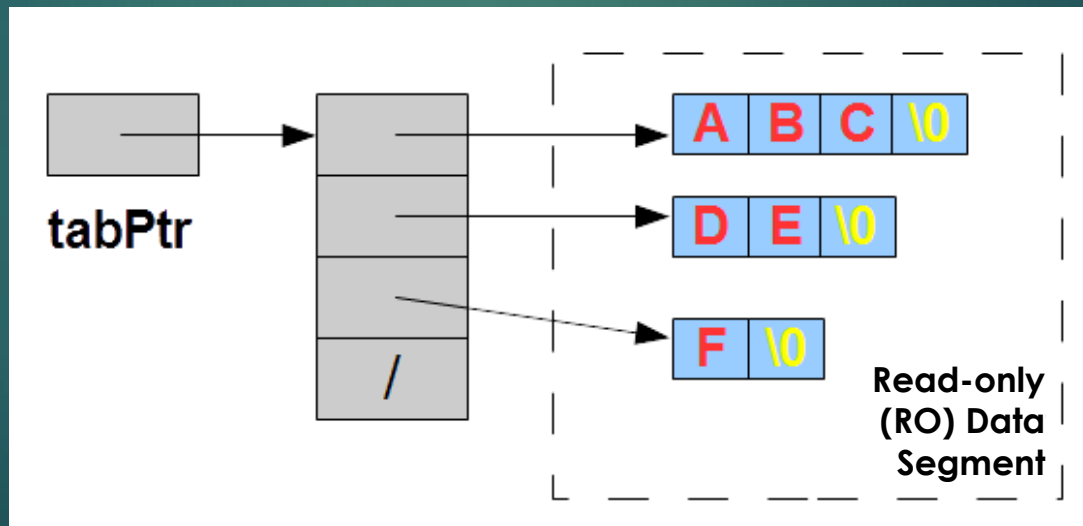 A B C \0
tabPtr
D E \0
F \0
/
Read-only
(RO) Data
Segment